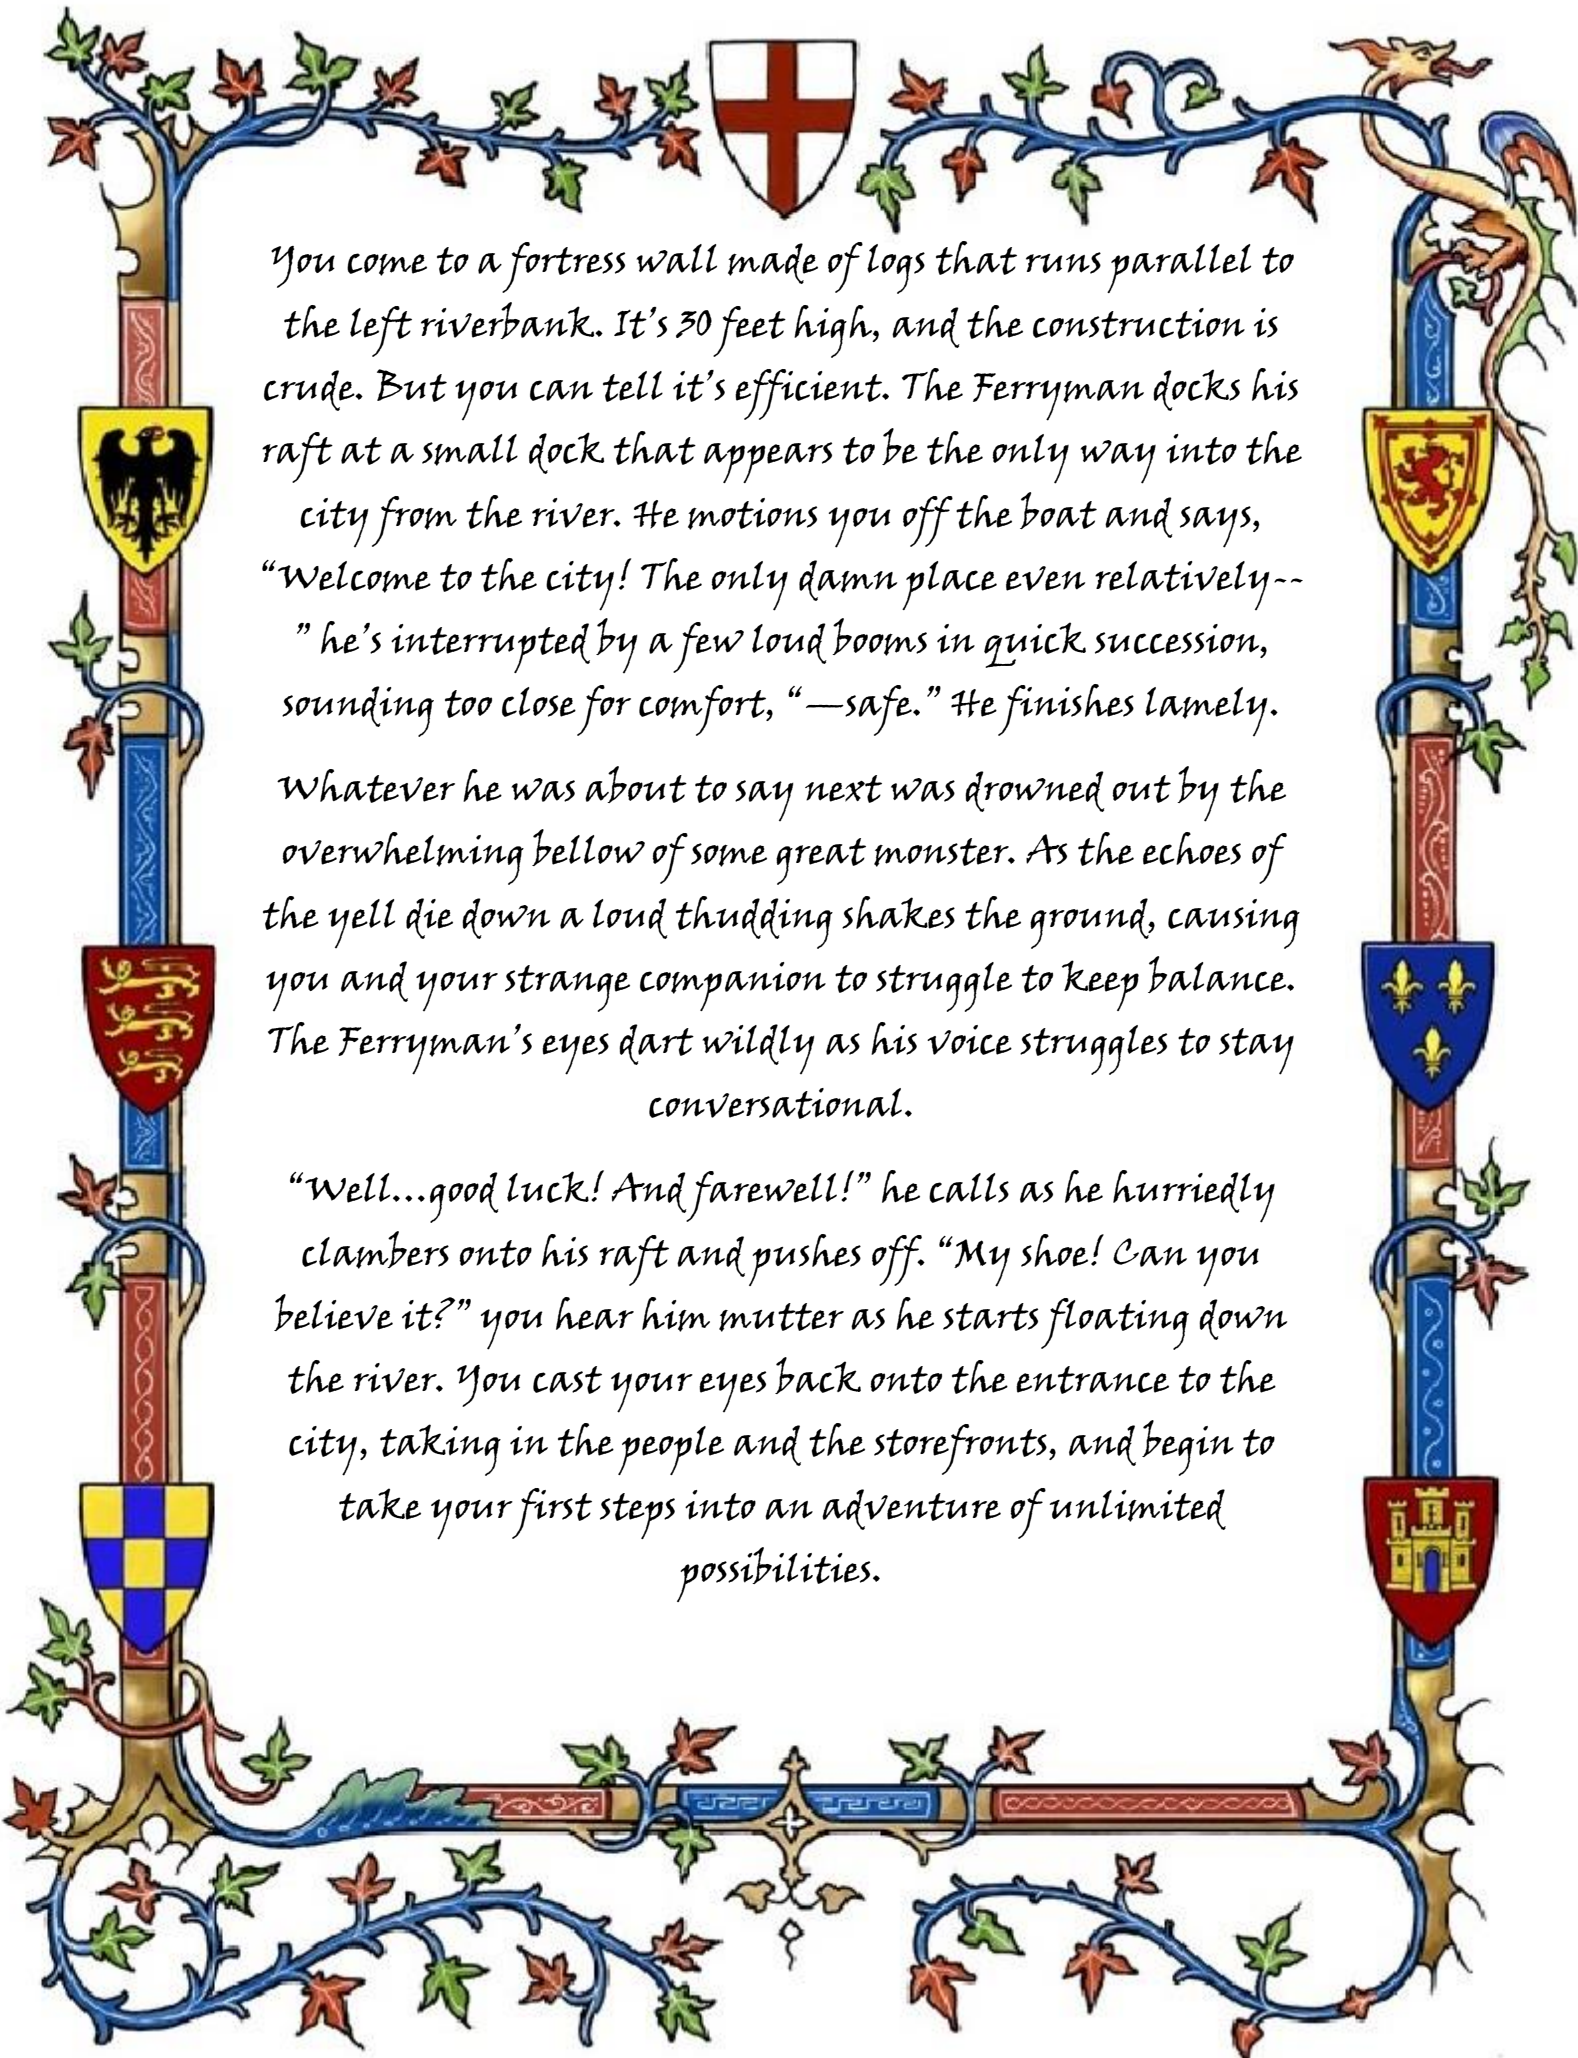 You come to a fortress wall made of logs that runs parallel to
the left riverbank. It’s 30 feet high, and the construction is
crude. But you can tell it’s efficient. The Ferryman docks his
raft at a small dock that appears to be the only way into the
city from the river. He motions you off the boat and says,
“Welcome to the city! The only damn place even relatively--
” he’s interrupted by a few loud booms in quick succession,
sounding too close for comfort, “—safe.” He finishes lamely.
Whatever he was about to say next was drowned out by the
overwhelming bellow of some great monster. As the echoes of
the yell die down a loud thudding shakes the ground, causing
you and your strange companion to struggle to keep balance.
The Ferryman’s eyes dart wildly as his voice struggles to stay
conversational.
“Well...good luck! And farewell!” he calls as he hurriedly
clambers onto his raft and pushes off. “My shoe! Can you
believe it?” you hear him mutter as he starts floating down
the river. You cast your eyes back onto the entrance to the
city, taking in the people and the storefronts, and begin to
take your first steps into an adventure of unlimited
possibilities.